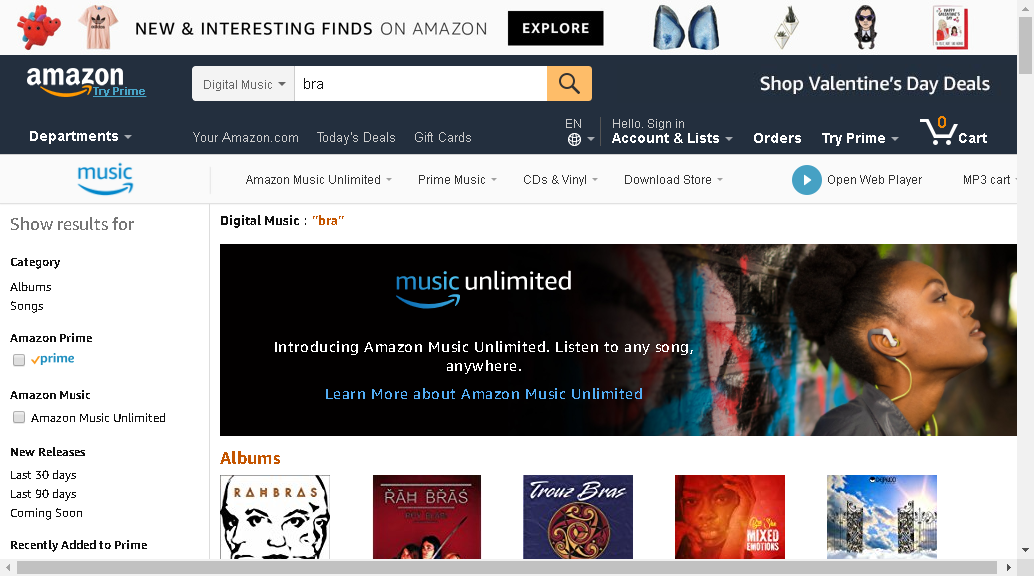 NEW & INTERESTING FINDS ON AMAZON EXPLORE
amazon
Try Prime
Digital Music
bra
Shop Valentine's Day Deals
Departments
Your Amazon.com
Today's Deals
Gift Cards
EN
Hello. Sign in
Account & Lists
Orders
Try Prime
0
Cart
music
Amazon Music Unlimited
Prime Music
CDs & Vinyl
Download Store
Open Web Player
MP3 cart
Show results for
Category
Albums
Songs
Amazon Prime
prime
Amazon Music
Amazon Music Unlimited
New Releases
Last 30 days
Last 90 days
Coming Soon
Recently Added to Prime
Digital Music : "bra"
music unlimited
Introducing Amazon Music Unlimited. Listen to any song,
anywhere.
Learn More about Amazon Music Unlimited
Albums
RAHBRAS
ŘAH BŘAŚ
Trouz Bras
MIXED
EMOTIONS